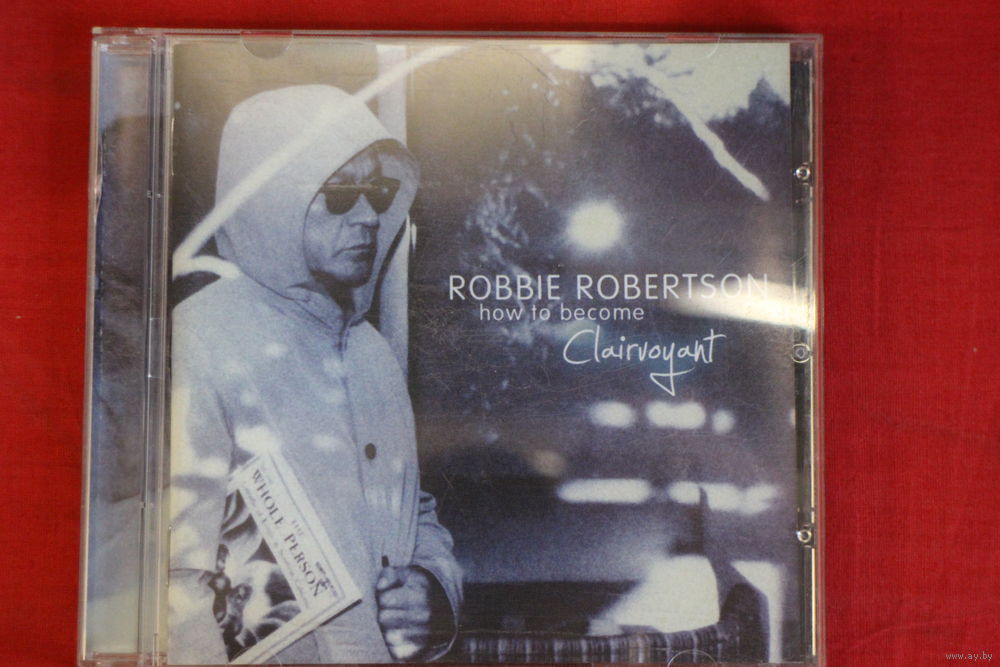 ROBBIE ROBERTSON
how to become
Clairvoyant
THE
WHOLE PERSON
www.ay.by